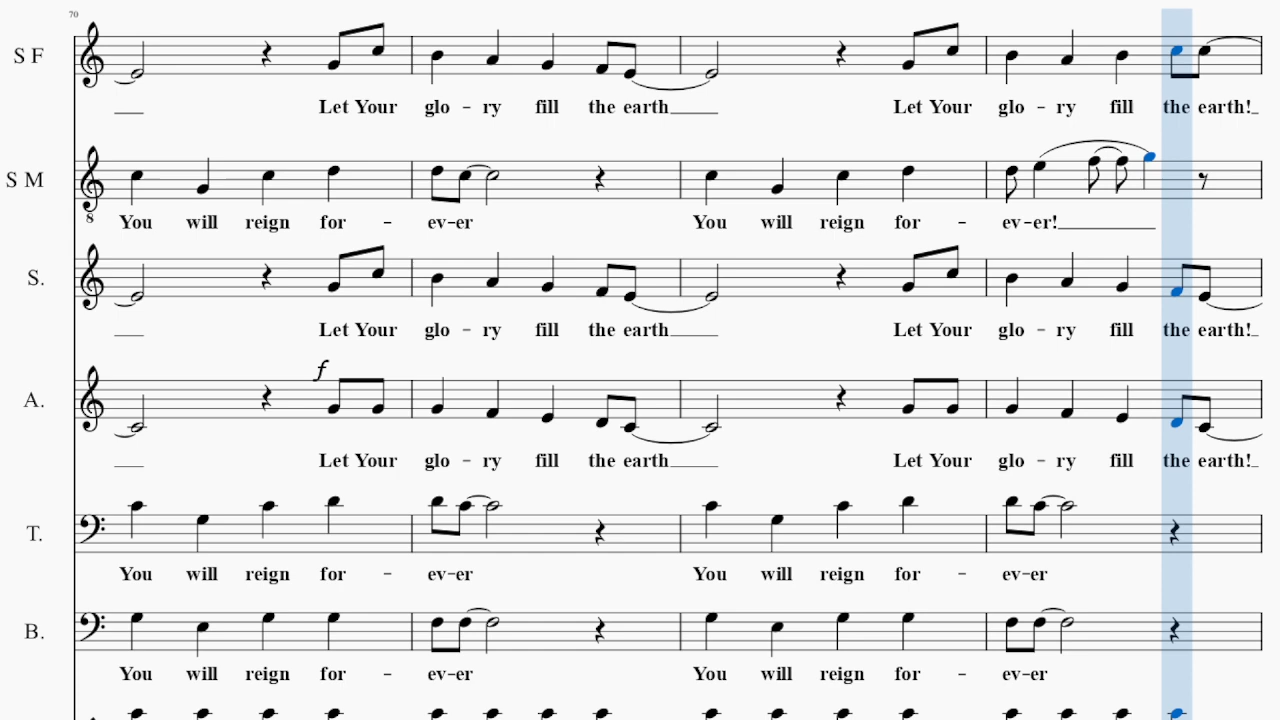 70
S F
Let Your glo - ry fill the earth Let Your glo - ry fill the earth!
S M
8
You will reign for - ev-er You will reign for - ev-er!
S.
Let Your glo - ry fill the earth Let Your glo - ry fill the earth!
f
A.
Let Your glo - ry fill the earth Let Your glo - ry fill the earth!
T.
You will reign for - ev-er You will reign for - ev-er
B.
You will reign for - ev-er You will reign for - ev-er